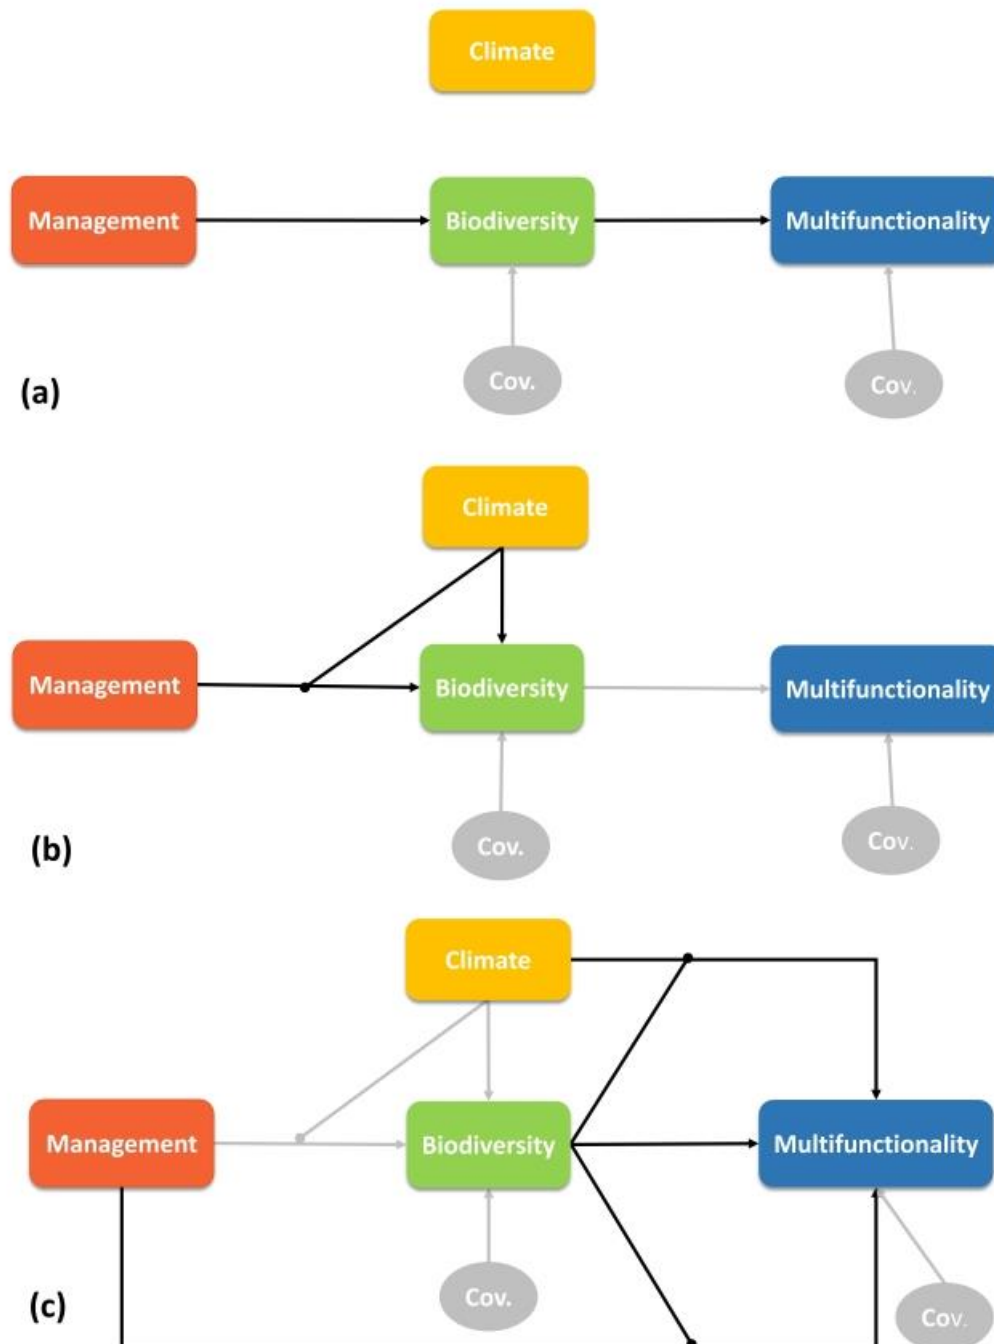 Climate
Management
Biodiversity
Multifunctionality
Cov.
Cov.
(a)
Climate
Management
Biodiversity
Multifunctionality
Cov.
Cov.
(b)
Climate
Management
Biodiversity
Multifunctionality
Cov.
Cov.
(c)